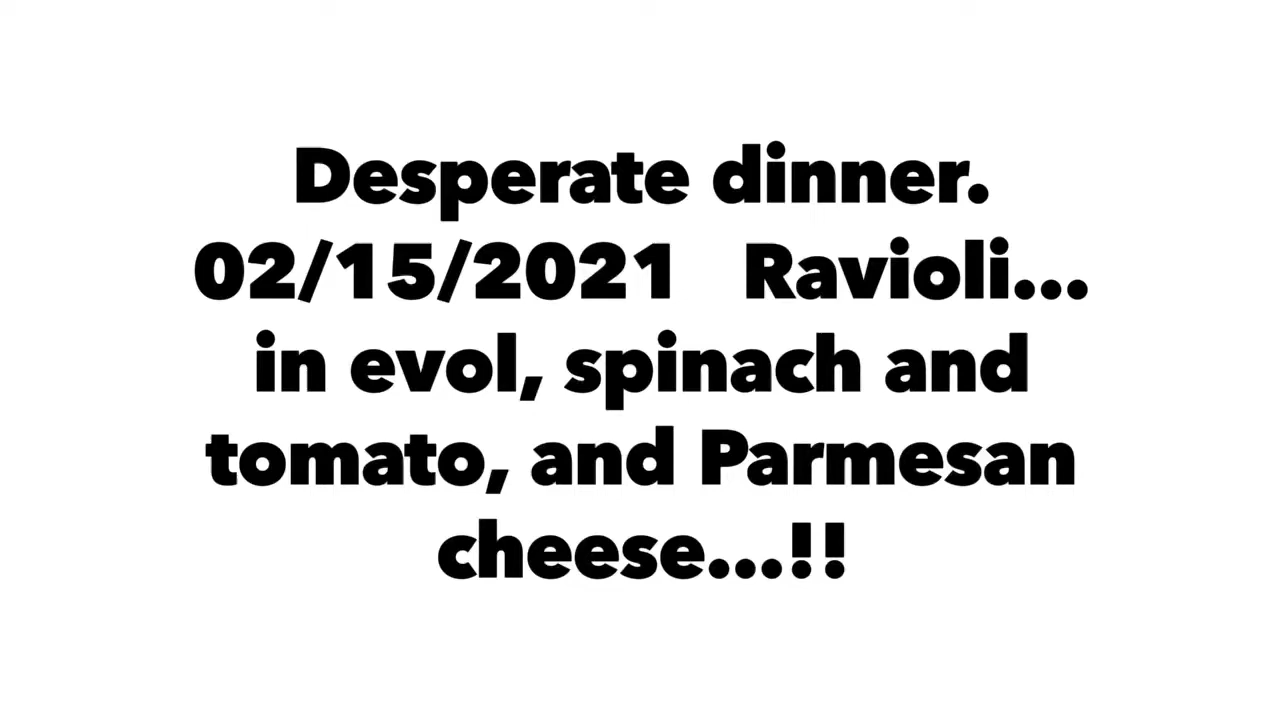 Desperate dinner.
02/15/2021   Ravioli...
in evol, spinach and
tomato, and Parmesan
cheese...!!